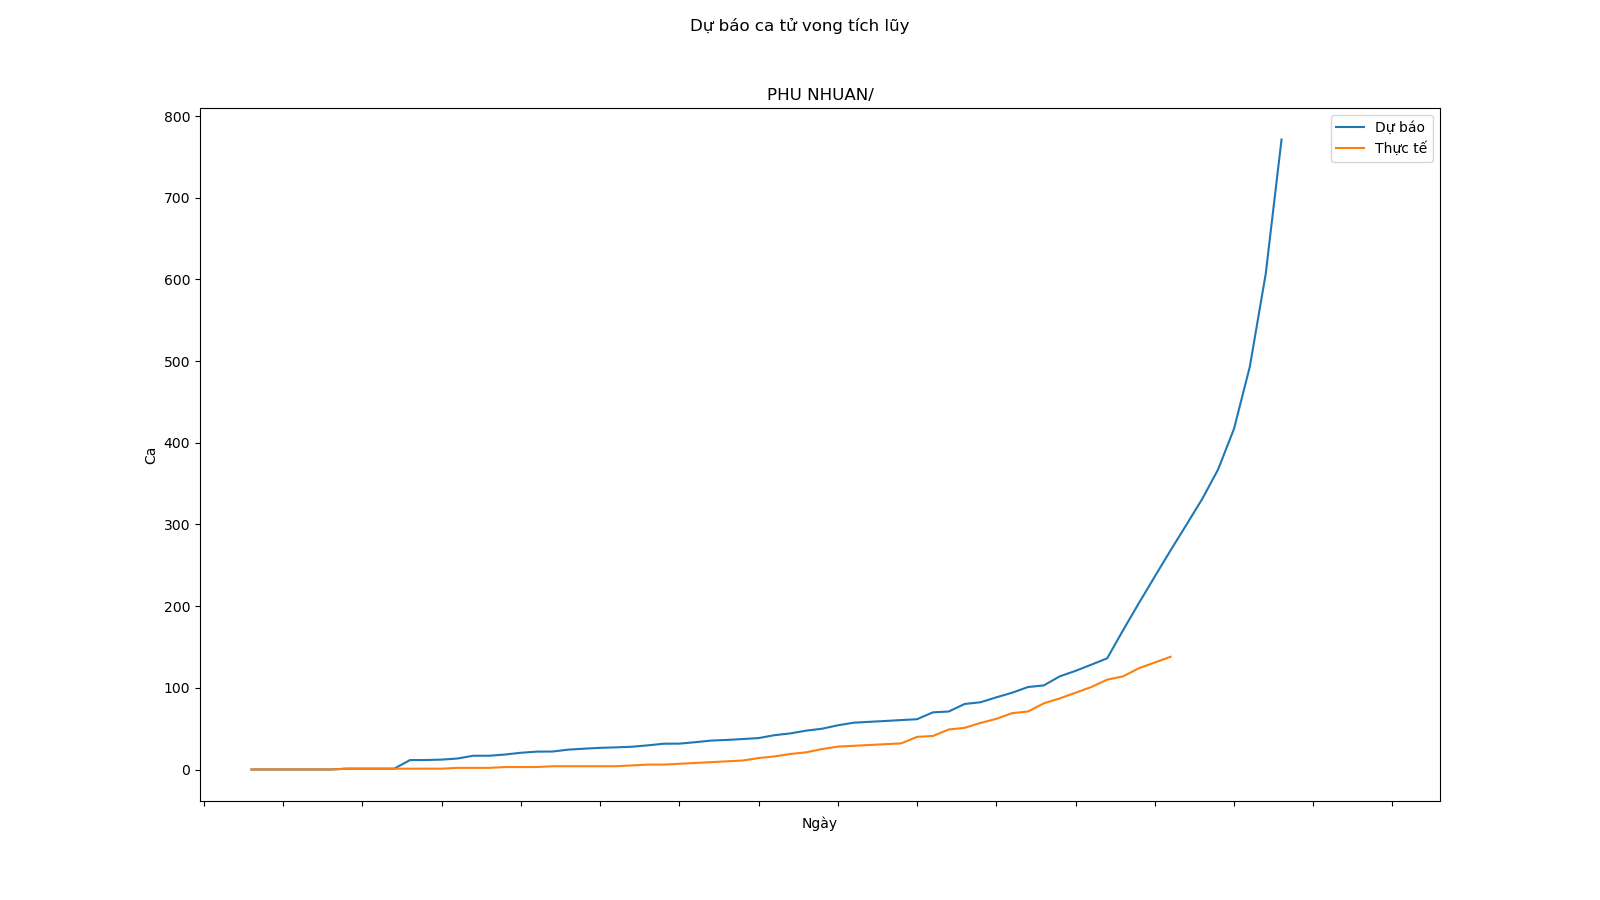 Dự báo ca tử vong tích lũy
PHU NHUAN/
800
700
600
500
400
300
200
100
0
Ca
Ngày
Dự báo
Thực tế